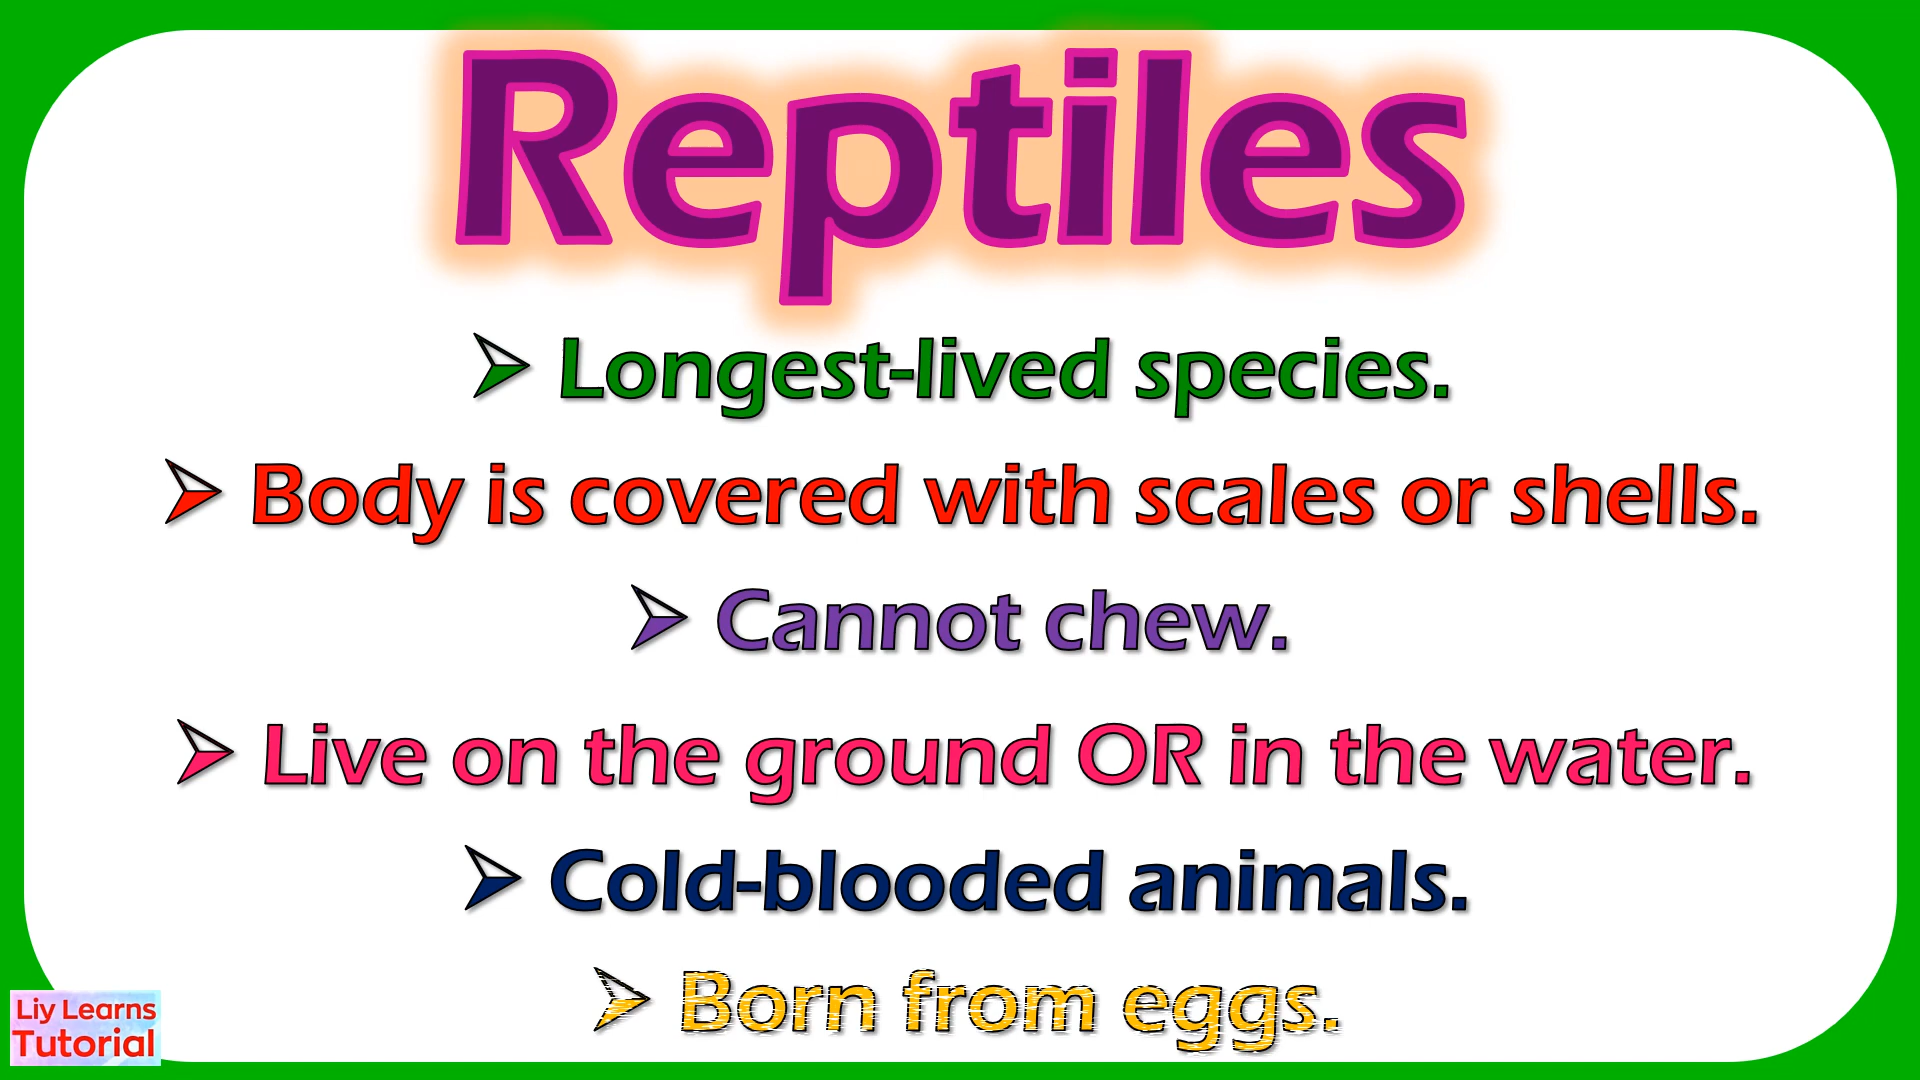 Reptiles
➢ Longest-lived species.
➢ Body is covered with scales or shells.
➢ Cannot chew.
➢ Live on the ground OR in the water.
➢ Cold-blooded animals.
➢ Born from eggs.
Liy Learns
Tutorial